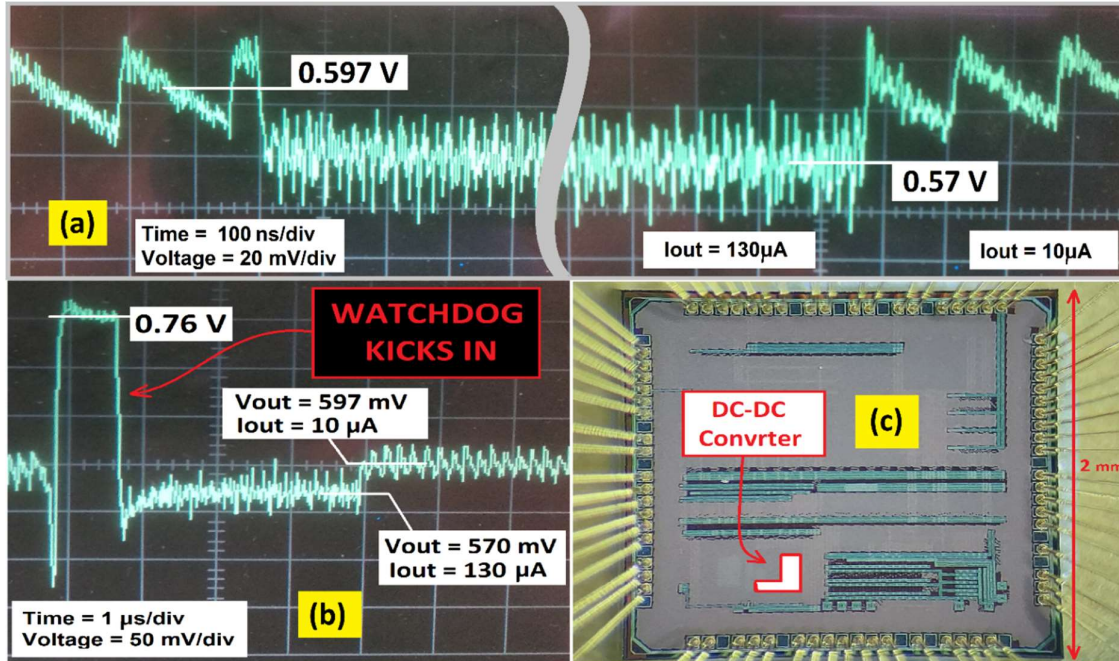 0.597 V
0.57 V
(a)
Time = 100 ns/div
Voltage = 20 mV/div
Iout = 130µA
Iout = 10µA
0.76 V
WATCHDOG
KICKS IN
Vout = 597 mV
Iout = 10 µA
Vout = 570 mV
Iout = 130 µA
Time = 1 µs/div
Voltage = 50 mV/div
(b)
DC-DC
Convrter
(c)
2 mm